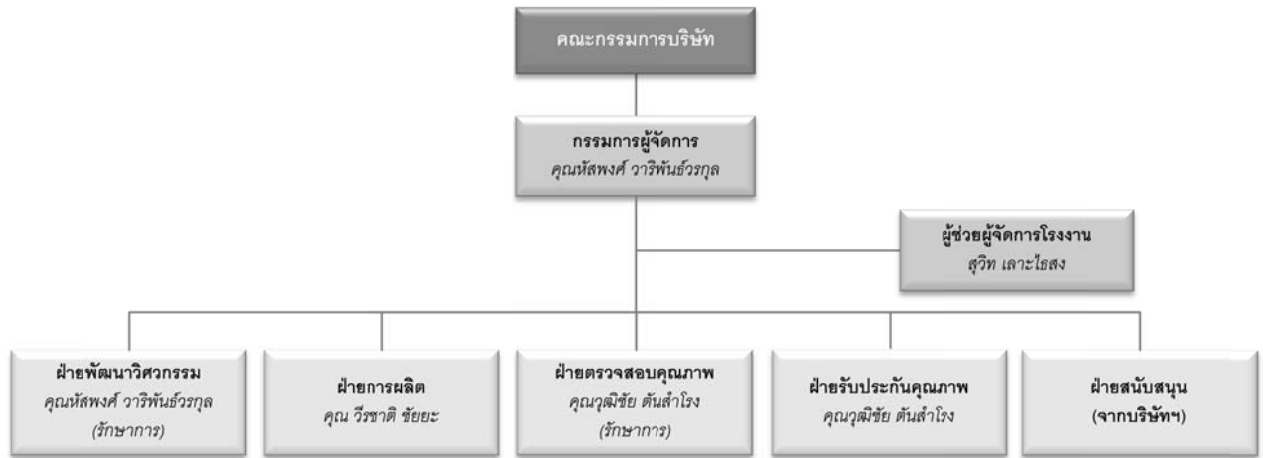 คณะกรรมการบริษัท
กรรมการผู้จัดการ
คุณหัสพงศ์ วาริพันธ์วรกุล
ผู้ช่วยผู้จัดการโรงงาน
สุวิท เลาะไธสง
ฝ่ายพัฒนาวิศวกรรม
คุณหัสพงศ์ วาริพันธ์วรกุล
(รักษาการ)
ฝ่ายการผลิต
คุณ วีรชาติ ชัยยะ
ฝ่ายตรวจสอบคุณภาพ
คุณวุฒิชัย ตันสำโรง
(รักษาการ)
ฝ่ายรับประกันคุณภาพ
คุณวุฒิชัย ตันสำโรง
ฝ่ายสนับสนุน
(จากบริษัทฯ)